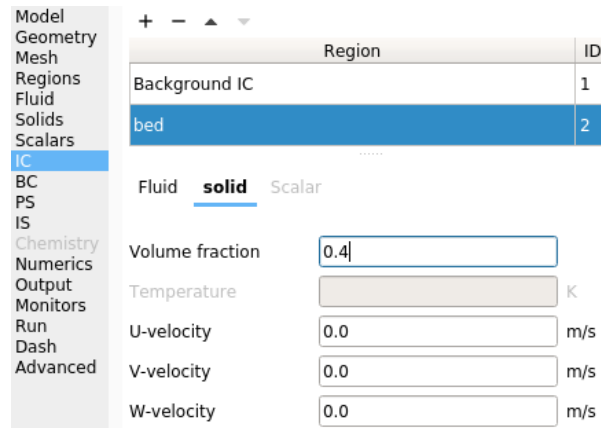 Model
Geometry
Mesh
Regions
Fluid
Solids
Scalars
IC
BC
PS
IS
Chemistry
Numerics
Output
Monitors
Run
Dash
Advanced
Region ID
Background IC 1
bed 2
Fluid solid Scalar
Volume fraction 0.4
Temperature K
U-velocity 0.0 m/s
V-velocity 0.0 m/s
W-velocity 0.0 m/s